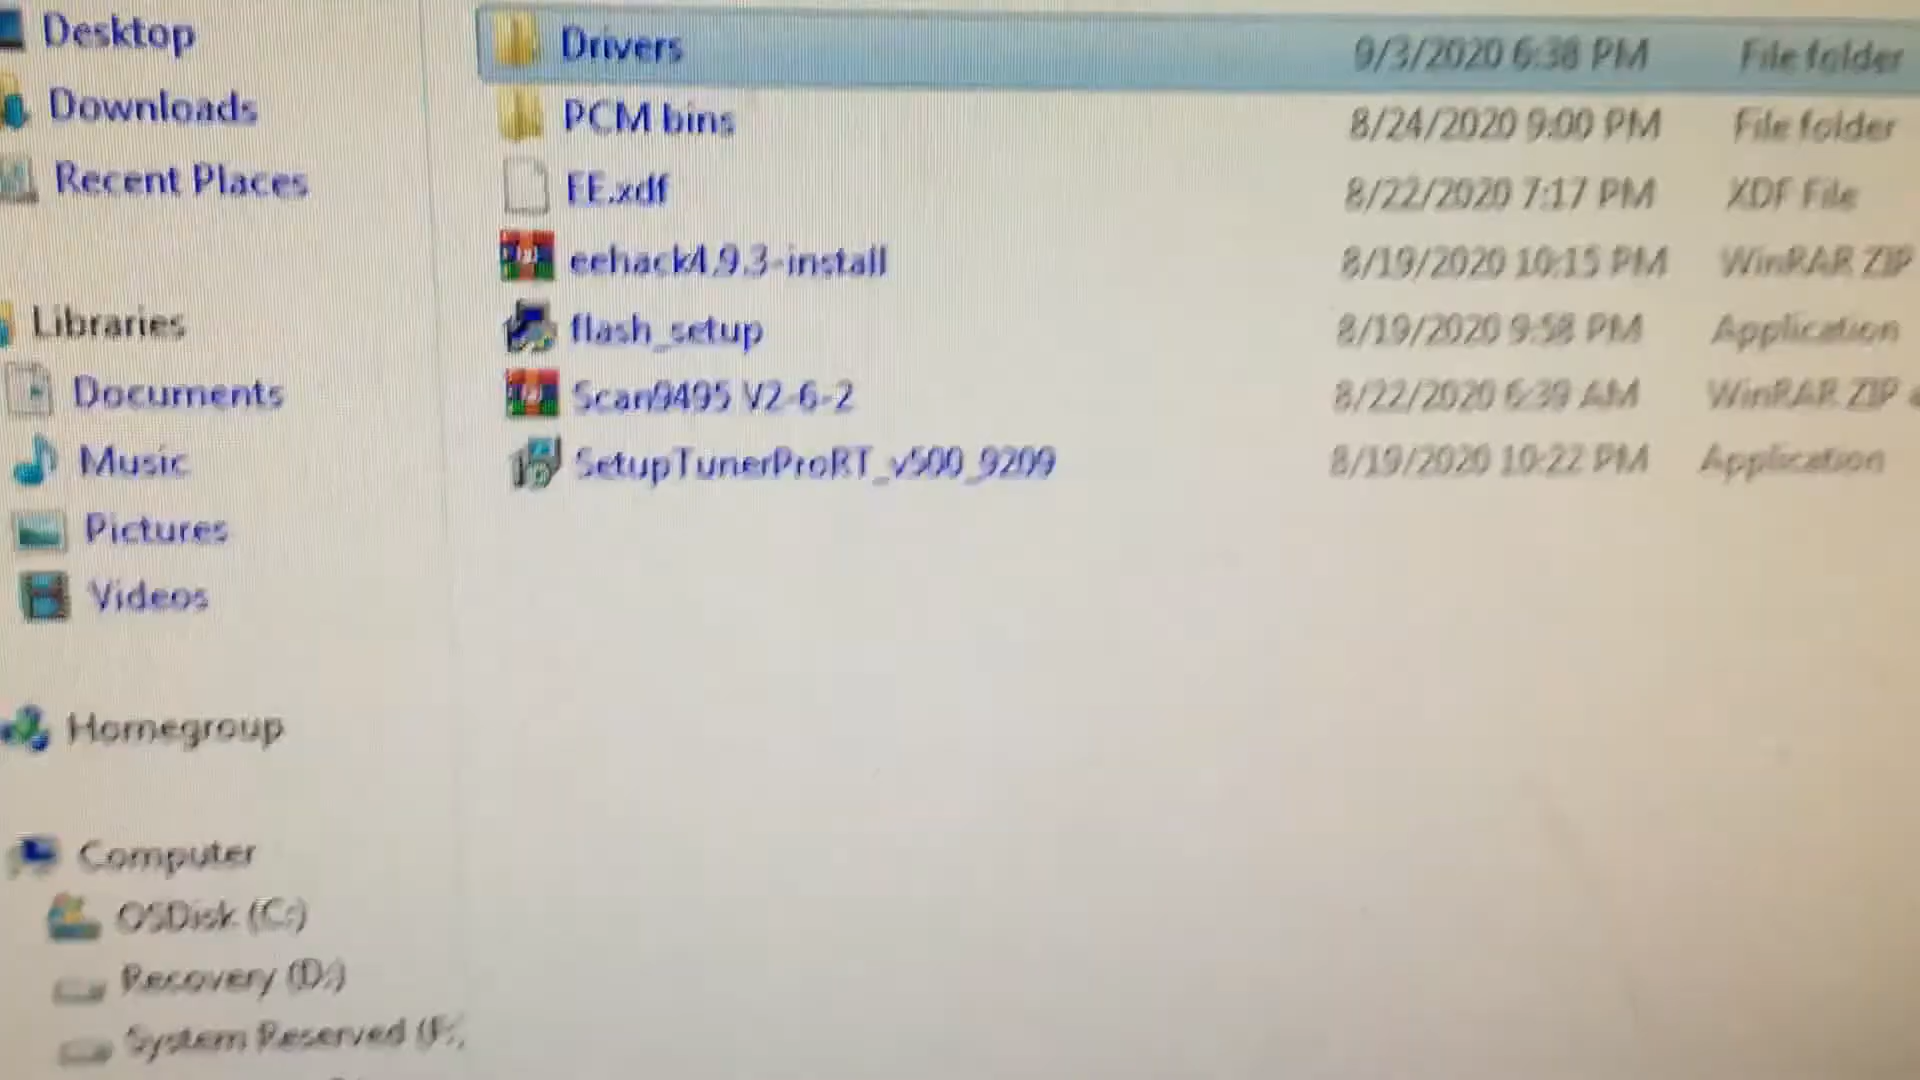 Desktop
Downloads
Recent Places
Libraries
Documents
Music
Pictures
Videos
Homegroup
Computer
OSDisk (C:)
Recovery (D:)
System Reserved (F:,
Drivers 9/3/2020 6:38 PM File folder
PCM bins 8/24/2020 9:00 PM File folder
EE.xdf 8/22/2020 7:17 PM XDF File
eehack4.9.3-install 8/19/2020 10:15 PM WinRAR ZIP
flash_setup 8/19/2020 9:58 PM Application
Scan9495 V2-6-2 8/22/2020 6:39 AM WinRAR ZIP
SetupTunerProRT_v500_9209 8/19/2020 10:22 PM Application